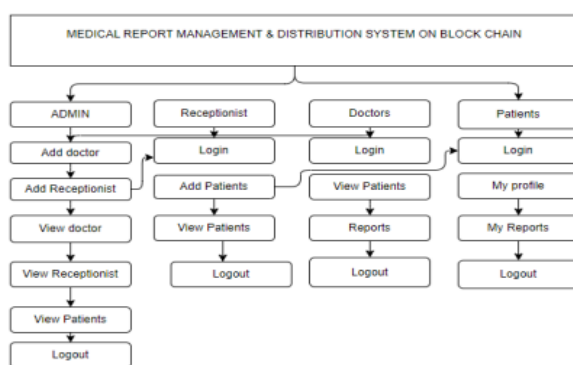 MEDICAL REPORT MANAGEMENT & DISTRIBUTION SYSTEM ON BLOCK CHAIN
ADMIN
Add doctor
Add Receptionist
View doctor
View Receptionist
View Patients
Logout
Receptionist
Login
Add Patients
View Patients
Logout
Doctors
Login
View Patients
Reports
Logout
Patients
Login
My profile
My Reports
Logout